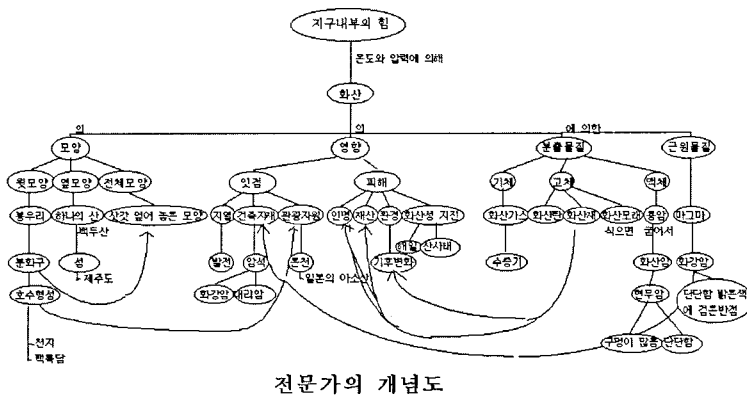 지구내부의 힘
온도와 압력에 의해
화산
의 의 에 의한
모양 영향 분출물질 근원물질
윗모양 옆모양 전체모양 잇점 피해 기체 고체 액체
봉우리 하나의 산 삿갓 엎어 놓은 모양 지열 건축자재 관광자원 인명 재산 환경 화산성 지진 화산가스 화산탄 화산재 화산모래 용암 마그마
백두산 식으면 굳어서
해일 산사태
분화구 섬 발전 암석 온천 기후변화 수증기 화산암 화강암
제주도 일본의 아소산
호수형성 화강암 대리암 현무암 단단함 밝은색
에 검은반점
천지 구멍이 많음 단단함
백록담
전문가의 개념도